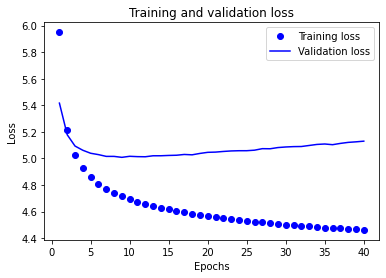 Training and validation loss
Training loss
Validation loss
Loss
6.0
5.8
5.6
5.4
5.2
5.0
4.8
4.6
4.4
0 5 10 15 20 25 30 35 40
Epochs